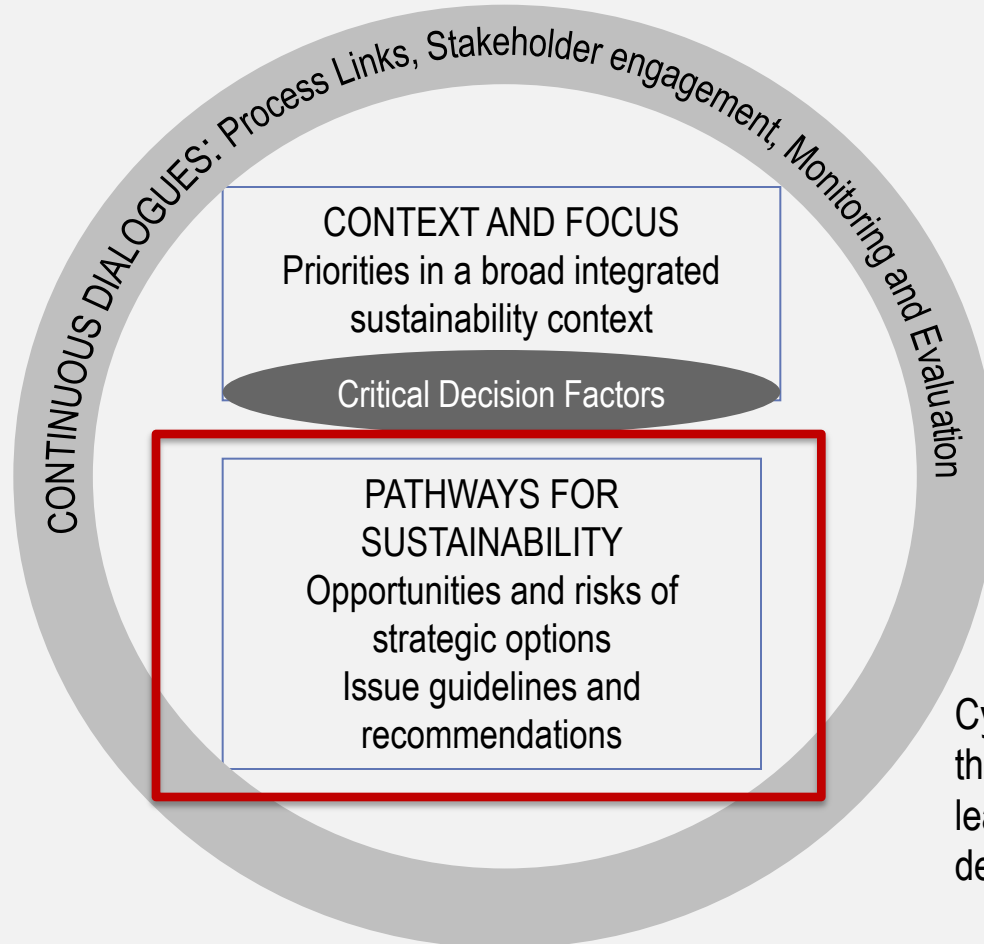 CONTINUOUS DIALOGUES: Process Links, Stakeholder engagement, Monitoring and Evaluation
CONTEXT AND FOCUS
Priorities in a broad integrated
sustainability context
Critical Decision Factors
PATHWAYS FOR
SUSTAINABILITY
Opportunities and risks of
strategic options
Issue guidelines and
recommendations